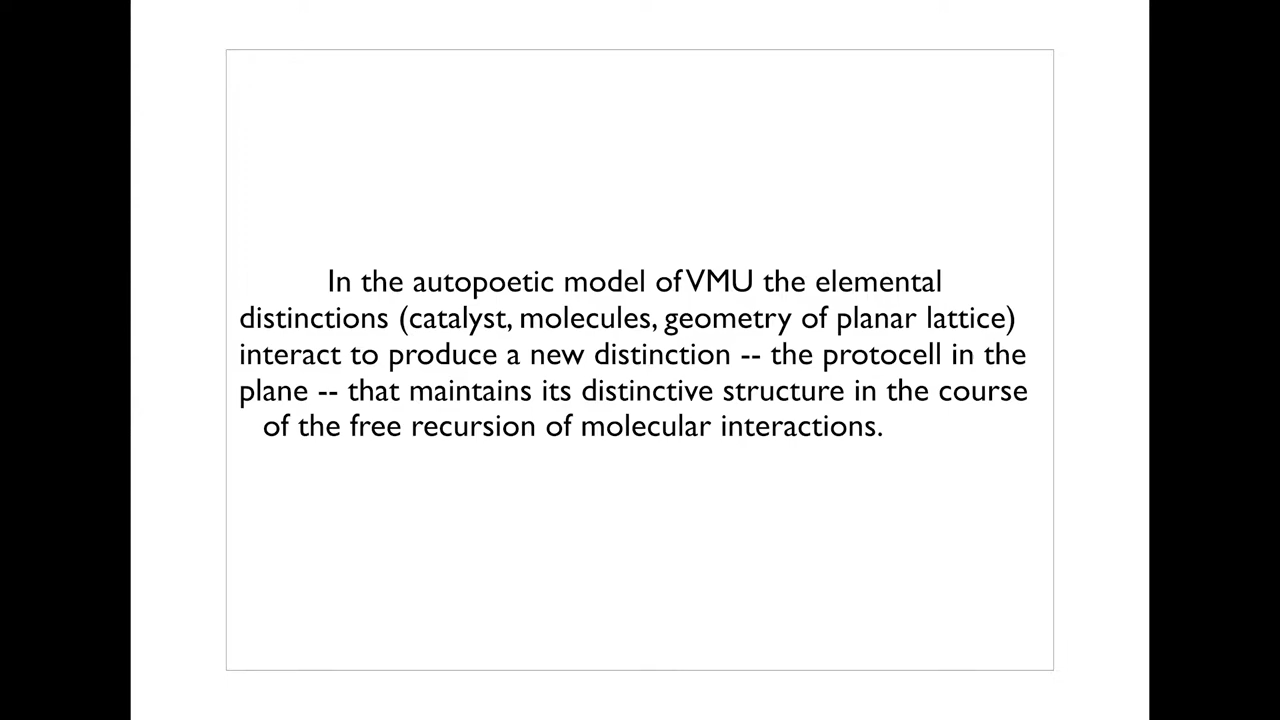 In the autopoetic model of VMU the elemental
distinctions (catalyst, molecules, geometry of planar lattice)
interact to produce a new distinction -- the protocell in the
plane -- that maintains its distinctive structure in the course
of the free recursion of molecular interactions.